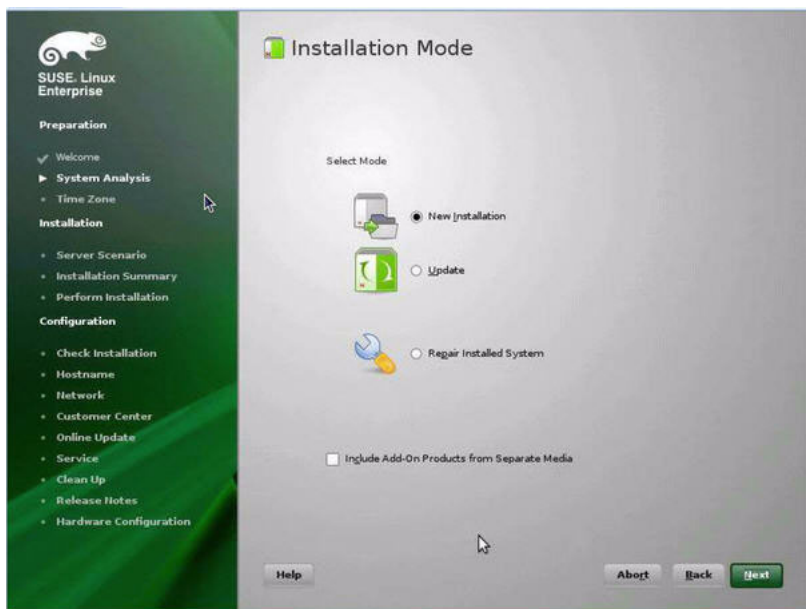 SUSE. Linux
Enterprise
Preparation
Welcome
System Analysis
Time Zone
Installation
Server Scenario
Installation Summary
Perform Installation
Configuration
Check Installation
Hostname
Network
Customer Center
Online Update
Service
Clean Up
Release Notes
Hardware Configuration
Installation Mode
Select Mode
New Installation
Update
Repair Installed System
Include Add-On Products from Separate Media
Help
Abort
Back
Next